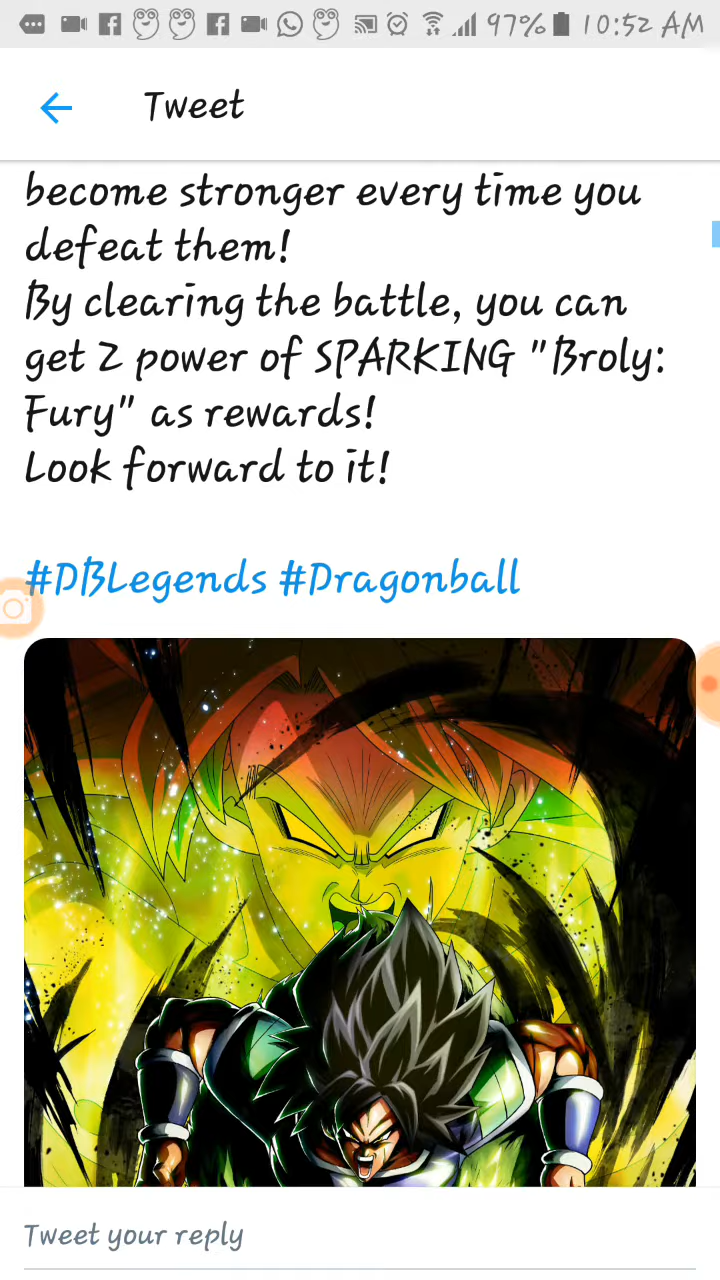 97% 10:52 AM
Tweet
become stronger every time you
defeat them!
By clearing the battle, you can
get Z power of SPARKING "Broly:
Fury" as rewards!
Look forward to it!
#DBLegends #Dragonball
Tweet your reply